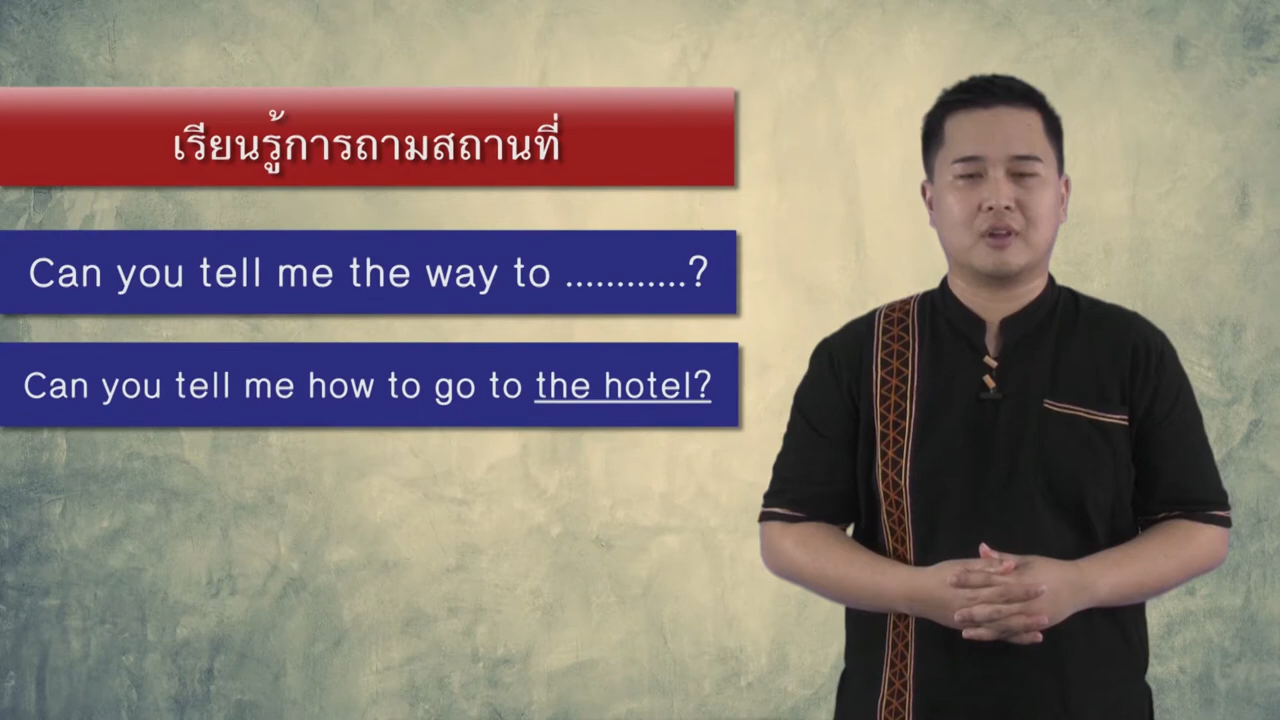 เรียนรู้การถามสถานที่
Can you tell me the way to ............?
Can you tell me how to go to the hotel?